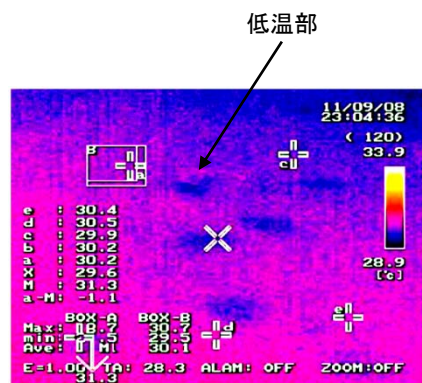 低温部
11/09/08
23:04:36
( 120)
33.9
B
a
c
e : 30.4
d : 30.5
c : 29.9
b : 30.2
a : 30.2
X : 29.6
M : 31.3
a-M: -1.1
28.9
[℃]
BOX-A BOX-B
Max: 30.7
min: 29.5
Ave: 30.1
d
e
E=1.00 TA: 28.3 ALAM: OFF ZOOM:OFF
31.3